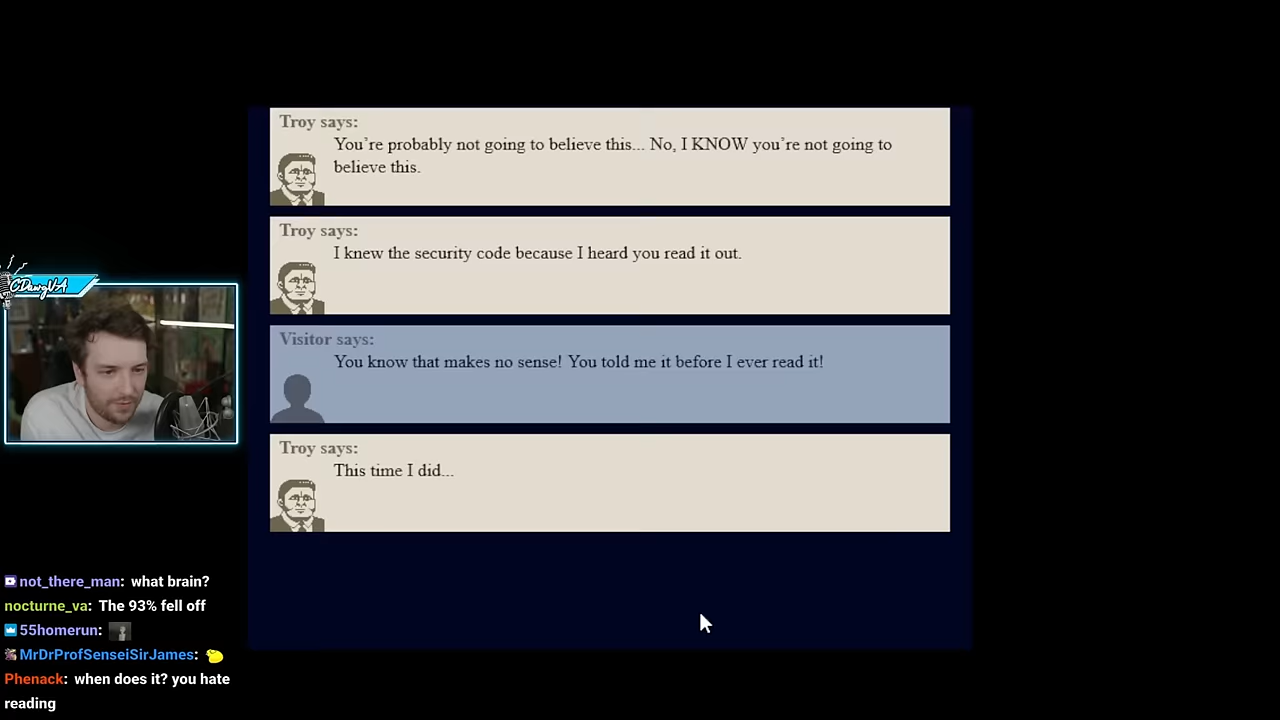 Troy says:
You're probably not going to believe this... No, I KNOW you're not going to
believe this.
Troy says:
I knew the security code because I heard you read it out.
Visitor says:
You know that makes no sense! You told me it before I ever read it!
Troy says:
This time I did...
CDawgVA
not_there_man: what brain?
nocturne_va: The 93% fell off
55homerun:
MrDrProfSenseiSirJames:
Phenack: when does it? you hate
reading